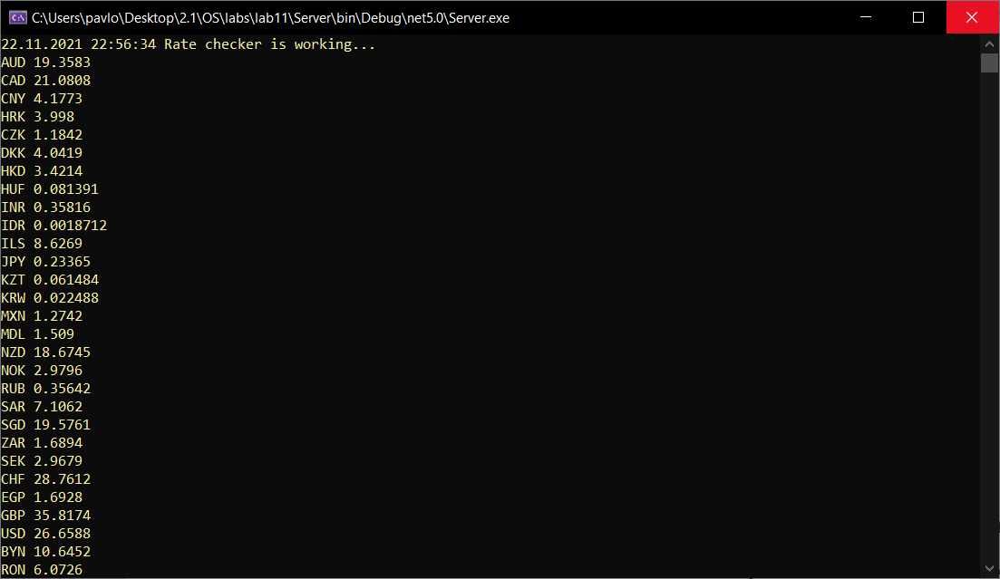 C:\Users\pavlo\Desktop\2.1\OS\labs\lab11\Server\bin\Debug\net5.0\Server.exe
22.11.2021 22:56:34 Rate checker is working...
AUD 19.3583
CAD 21.0808
CNY 4.1773
HRK 3.998
CZK 1.1842
DKK 4.0419
HKD 3.4214
HUF 0.081391
INR 0.35816
IDR 0.0018712
ILS 8.6269
JPY 0.23365
KZT 0.061484
KRW 0.022488
MXN 1.2742
MDL 1.509
NZD 18.6745
NOK 2.9796
RUB 0.35642
SAR 7.1062
SGD 19.5761
ZAR 1.6894
SEK 2.9679
CHF 28.7612
EGP 1.6928
GBP 35.8174
USD 26.6588
BYN 10.6452
RON 6.0726